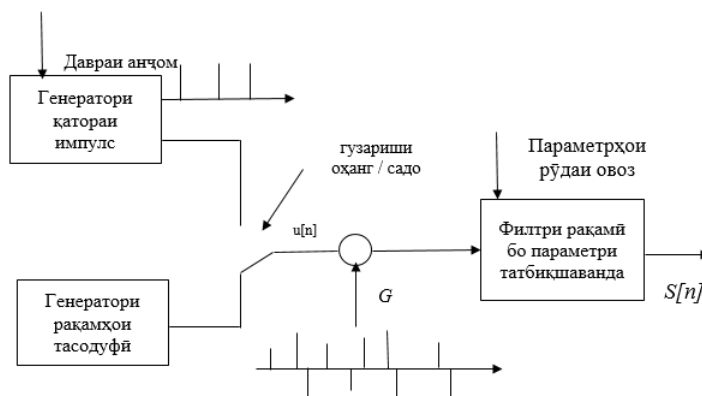 Давраи анҷом
Генератори
қатораи
импулс
гузариши
оҳанг / садо
Параметрҳои
рӯдаи овоз
u[n]
Филтри рақамӣ
бо параметри
татбиқшаванда
S[n]
G
Генератори
рақамҳои
тасодуфӣ